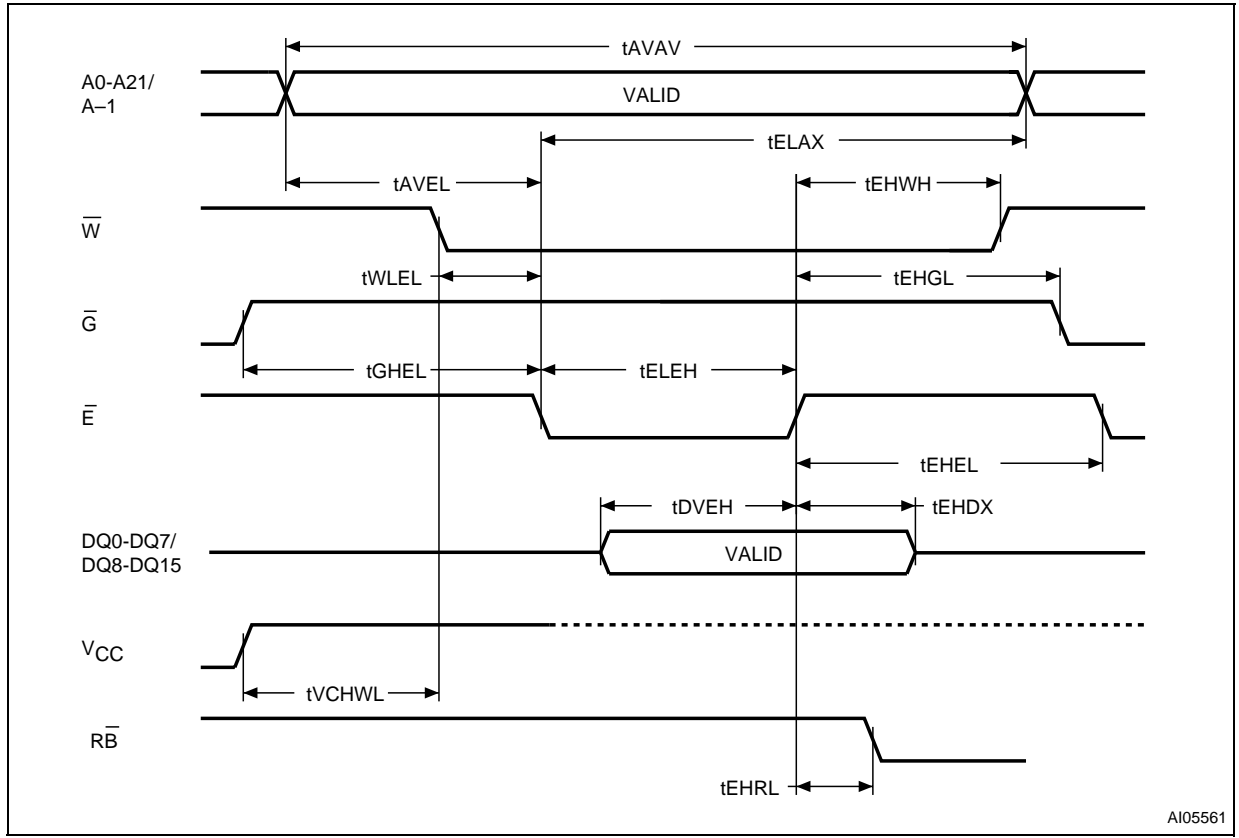 tAVAV
A0-A21/
A–1
VALID
tELAX
tAVEL
tEHWH
W̅
tWLEL
tEHGL
G̅
tGHEL
tELEH
E̅
tEHEL
tDVEH
tEHDX
DQ0-DQ7/
DQ8-DQ15
VALID
VCC
tVCHWL
RB̅
tEHRL
AI05561